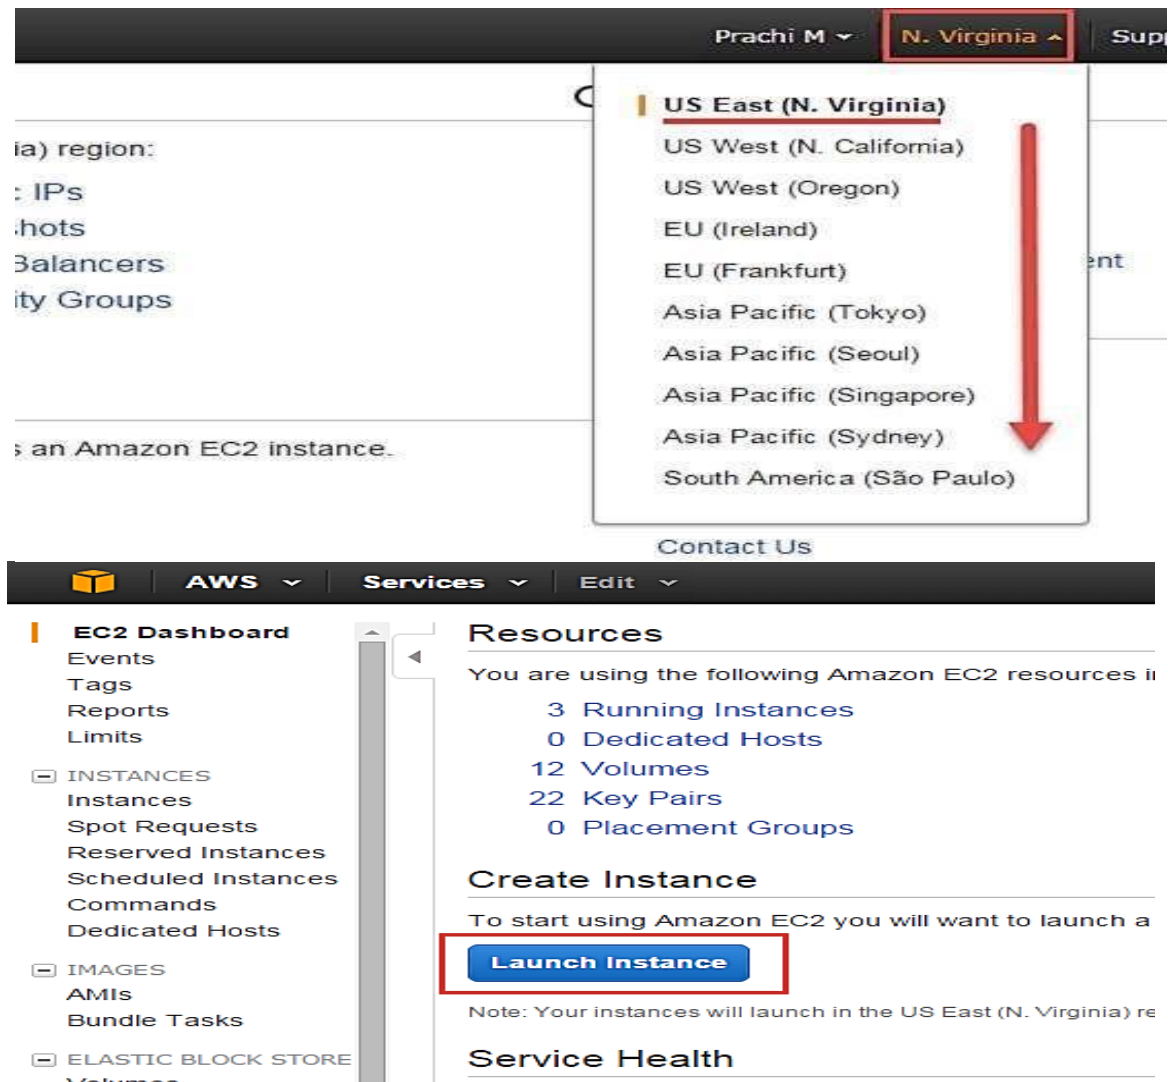 Prachi M N. Virginia
US East (N. Virginia)
US West (N. California)
US West (Oregon)
EU (Ireland)
EU (Frankfurt)
Asia Pacific (Tokyo)
Asia Pacific (Seoul)
Asia Pacific (Singapore)
Asia Pacific (Sydney)
South America (São Paulo)
region:
IPs
Balancers
Groups
an Amazon EC2 instance.
Contact Us
AWS Services Edit
EC2 Dashboard
Events
Tags
Reports
Limits
INSTANCES
Instances
Spot Requests
Reserved Instances
Scheduled Instances
Commands
Dedicated Hosts
IMAGES
AMIs
Bundle Tasks
ELASTIC BLOCK STORE
Volumes
Resources
You are using the following Amazon EC2 resources
3 Running Instances
0 Dedicated Hosts
12 Volumes
22 Key Pairs
0 Placement Groups
Create Instance
To start using Amazon EC2 you will want to launch a
Launch Instance
Note: Your instances will launch in the US East (N. Virginia) re
Service Health